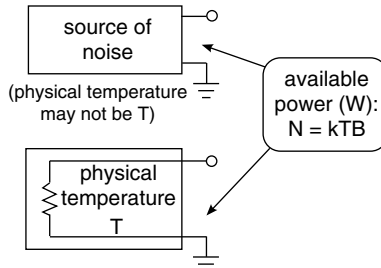 source of
noise
(physical temperature
may not be T)
available
power (W):
N = kTB
physical
temperature
T